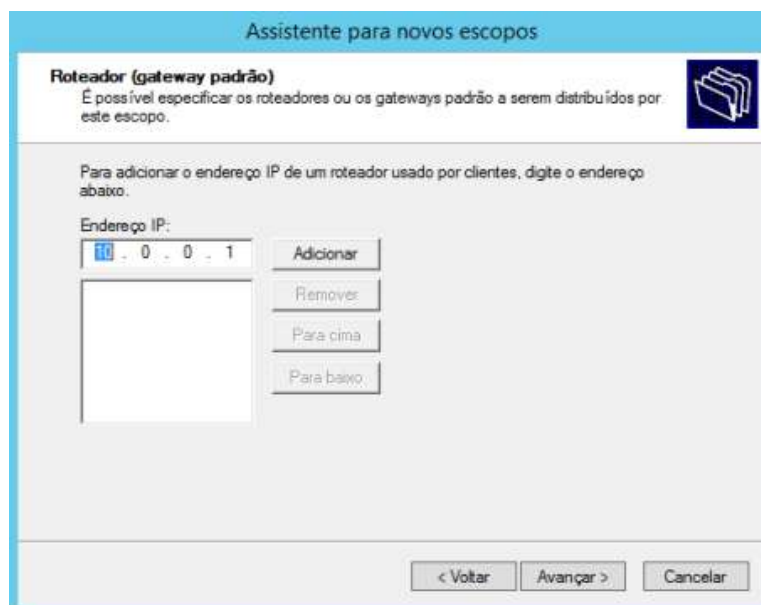 Assistente para novos escopos
Roteador (gateway padrão)
É possível especificar os roteadores ou os gateways padrão a serem distribuídos por
este escopo.
Para adicionar o endereço IP de um roteador usado por clientes, digite o endereço
abaixo.
Endereço IP:
10 . 0 . 0 . 1
Adicionar
Remover
Para cima
Para baixo
< Voltar
Avançar >
Cancelar